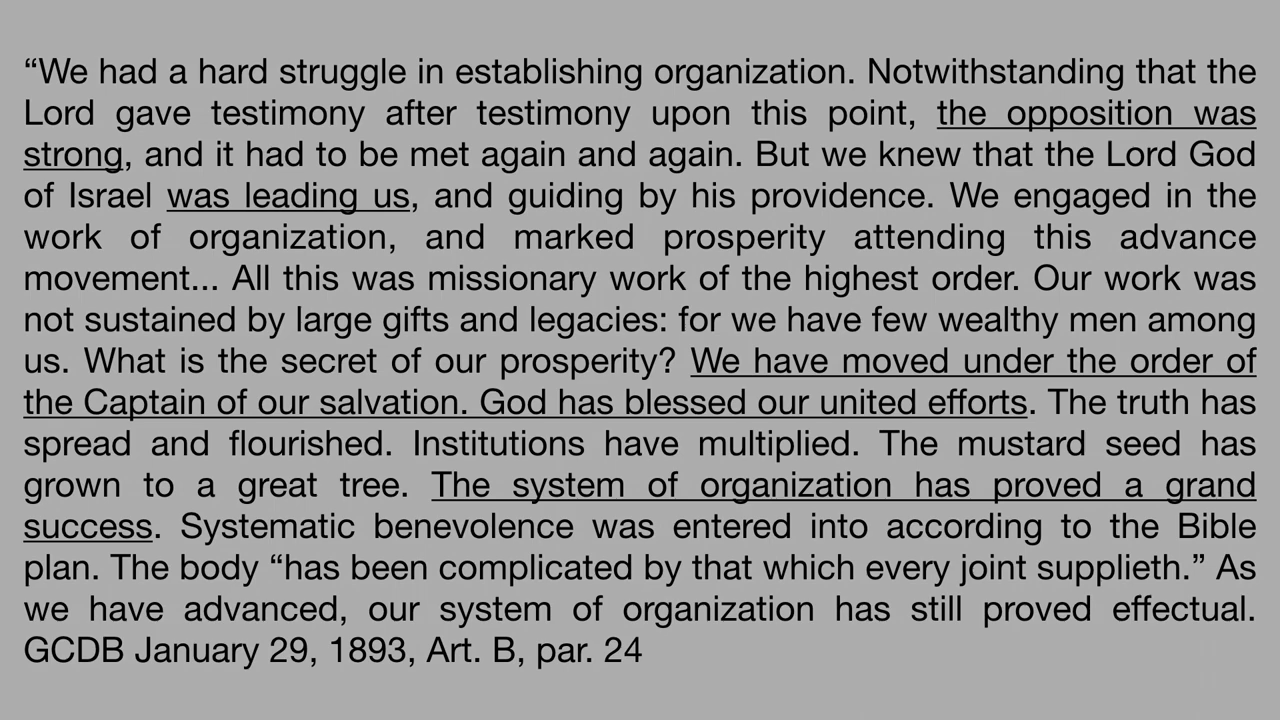 “We had a hard struggle in establishing organization. Notwithstanding that the
Lord gave testimony after testimony upon this point, the opposition was
strong, and it had to be met again and again. But we knew that the Lord God
of Israel was leading us, and guiding by his providence. We engaged in the
work of organization, and marked prosperity attending this advance
movement... All this was missionary work of the highest order. Our work was
not sustained by large gifts and legacies: for we have few wealthy men among
us. What is the secret of our prosperity? We have moved under the order of
the Captain of our salvation. God has blessed our united efforts. The truth has
spread and flourished. Institutions have multiplied. The mustard seed has
grown to a great tree. The system of organization has proved a grand
success. Systematic benevolence was entered into according to the Bible
plan. The body “has been complicated by that which every joint supplieth.” As
we have advanced, our system of organization has still proved effectual.
GCDB January 29, 1893, Art. B, par. 24